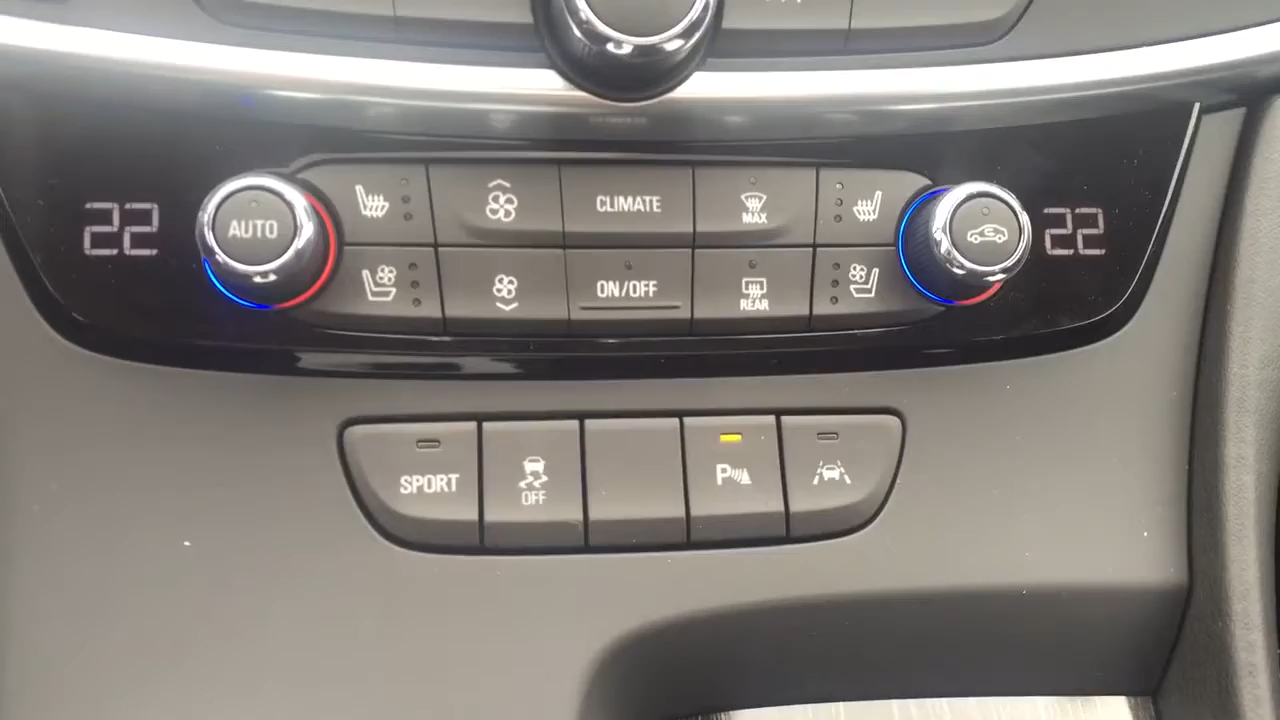 22
AUTO
CLIMATE
MAX
22
ON/OFF
REAR
SPORT
OFF
P